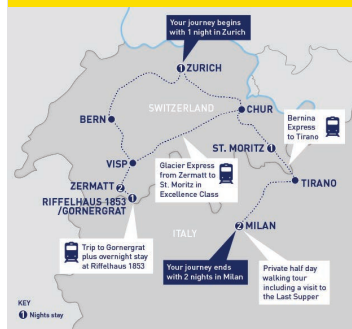 Your journey begins
with 1 night in Zurich
1 ZURICH
SWITZERLAND
CHUR
Bernina
Express
to Tirano
BERN
ST. MORITZ 1
VISP
Glacier Express
from Zermatt to
St. Moritz in
Excellence Class
TIRANO
ZERMATT 2
RIFFELHAUS 1853 1
/GORNERGRAT
ITALY
2 MILAN
Trip to Gornergrat
plus overnight stay
at Riffelhaus 1853
Your journey ends
with 2 nights in Milan
Private half day
walking tour
including a visit to
the Last Supper
KEY
1 Nights stay